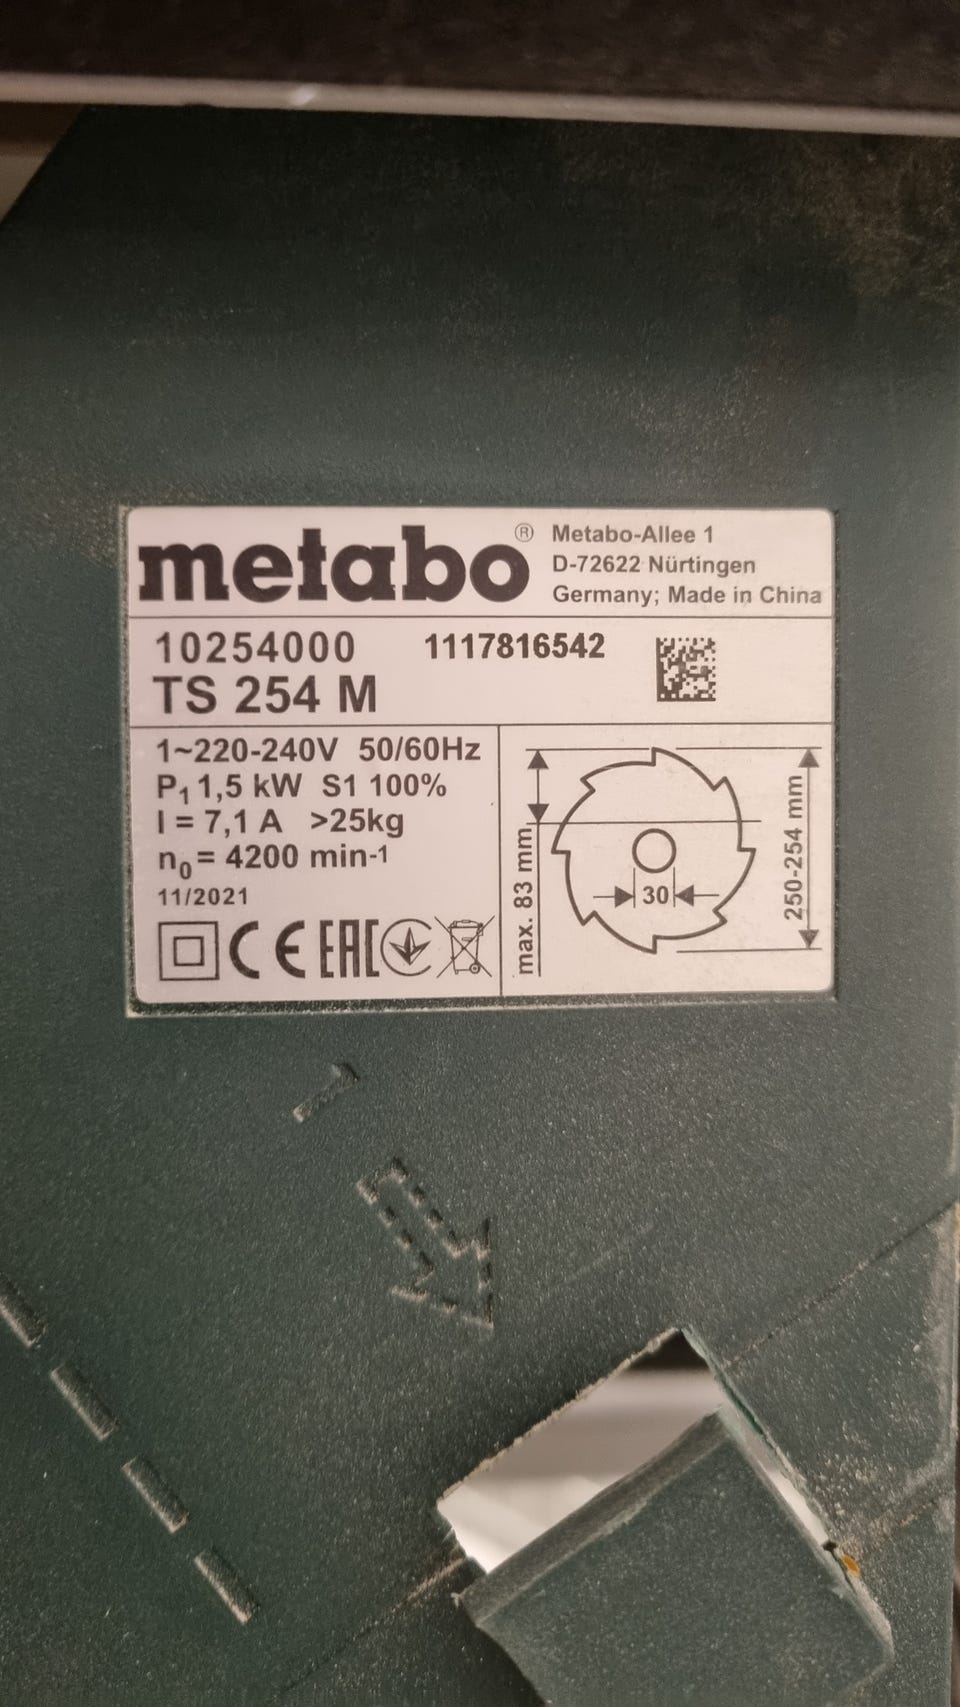 metabo®
Metabo-Allee 1
D-72622 Nürtingen
Germany; Made in China
10254000 1117816542
TS 254 M
1~220-240V 50/60Hz
P₁ 1,5 kW S1 100%
I = 7,1 A >25kg
n₀ = 4200 min-1
11/2021
CE EAC
max. 83 mm
30
250-254 mm